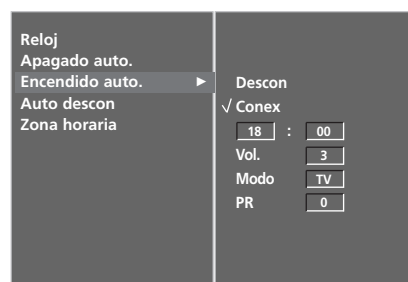 Reloj
Apagado auto.
Encendido auto. ►
Auto descon
Zona horaria
Descon
√ Conex
18 : 00
Vol. 3
Modo TV
PR 0